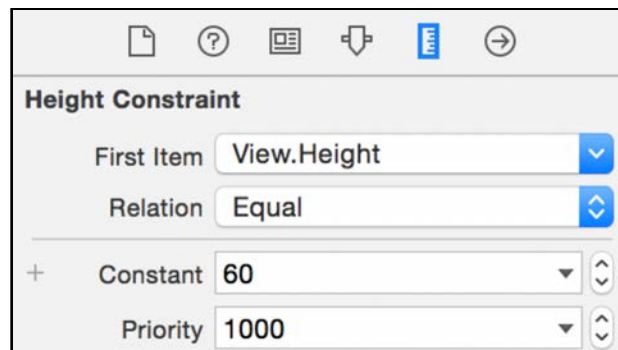 Height Constraint
First Item View.Height
Relation Equal
Constant 60
Priority 1000